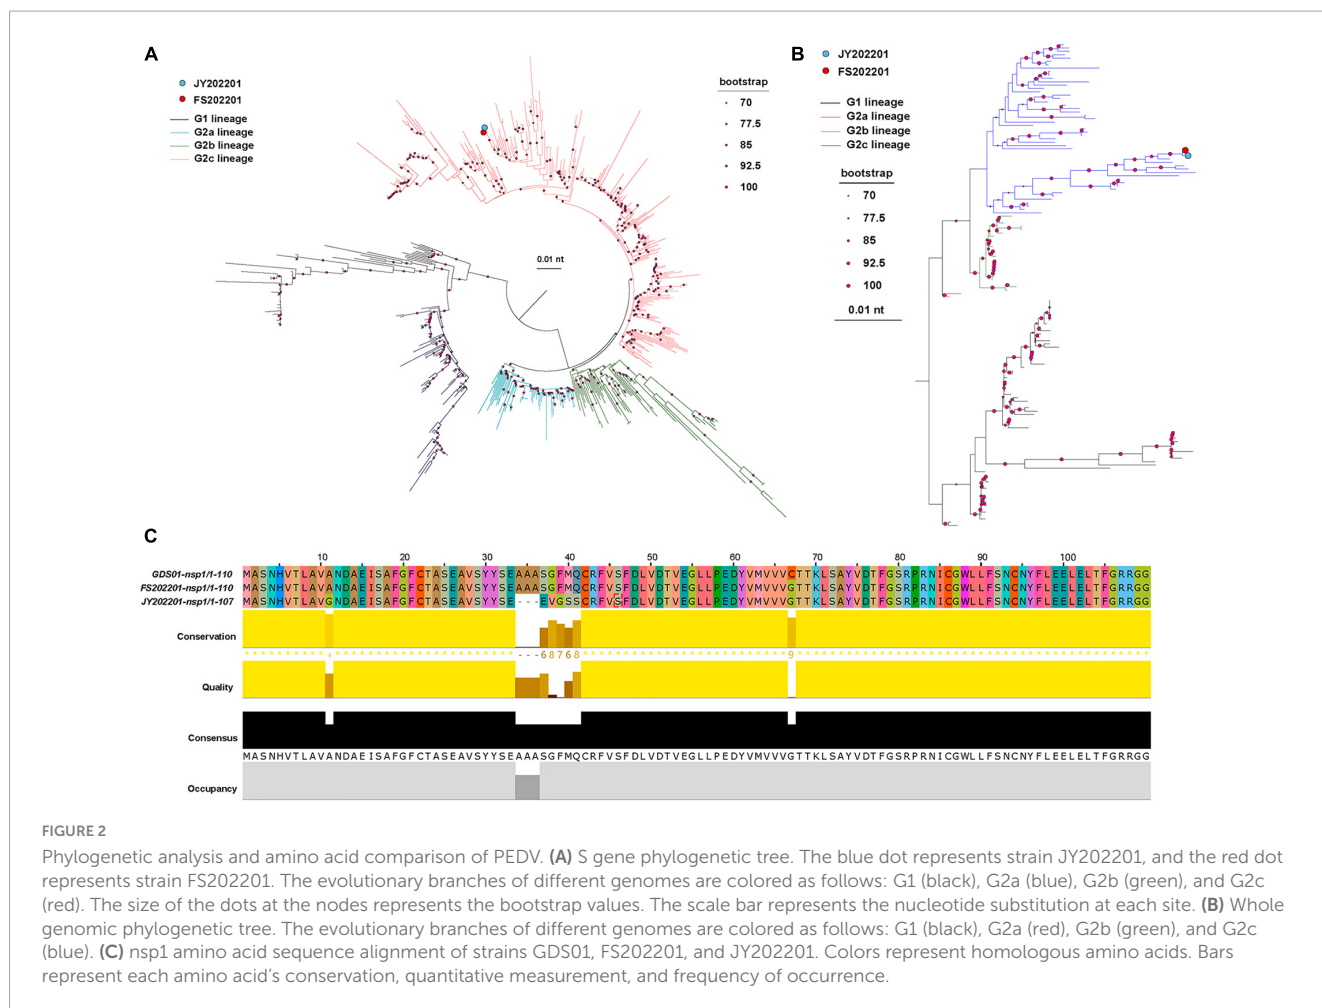 A
JY202201
FS202201
G1 lineage
G2a lineage
G2b lineage
G2c lineage
bootstrap
70
77.5
85
92.5
100
0.01 nt
B
JY202201
FS202201
G1 lineage
G2a lineage
G2b lineage
G2c lineage
bootstrap
70
77.5
85
92.5
100
0.01 nt
C
10 20 30 40 50 60 70 80 90 100
GDS01-nsp1/1-110 MASNHVTLAVANDAEISAFGFCTASEAVSYYSEAAASGFMQCRFVSFDLVDTVEGLLPEDYVMVVVCTTKLSAYVDTFGSRPRNICGWLLFSNCNYFLEELELTFGRRGG
FS202201-nsp1/1-110 MASNHVTLAVANDAEISAFGFCTASEAVSYYSEAAASGFMQCRFVSFDLVDTVEGLLPEDYVMVVVGTTKLSAYVDTFGSRPRNICGWLLFSNCNYFLEELELTFGRRGG
JY202201-nsp1/1-107 MASNHVTLAVGNDAEISAFGFCTASEAVSYYSE---EVGSSCRFVSFDLVDTVEGLLPEDYVMVVVGTTKLSAYVDTFGSRPRNICGWLLFSNCNYFLEELELTFGRRGG
Conservation
**********+**********************---68768************************9*******************************************
Quality
Consensus
MASNHVTLAVANDAEISAFGFCTASEAVSYYSEAAASGFMQCRFVSFDLVDTVEGLLPEDYVMVVVGTTKLSAYVDTFGSRPRNICGWLLFSNCNYFLEELELTFGRRGG
Occupancy
FIGURE 2
Phylogenetic analysis and amino acid comparison of PEDV. (A) S gene phylogenetic tree. The blue dot represents strain JY202201, and the red dot
represents strain FS202201. The evolutionary branches of different genomes are colored as follows: G1 (black), G2a (blue), G2b (green), and G2c
(red). The size of the dots at the nodes represents the bootstrap values. The scale bar represents the nucleotide substitution at each site. (B) Whole
genomic phylogenetic tree. The evolutionary branches of different genomes are colored as follows: G1 (black), G2a (red), G2b (green), and G2c
(blue). (C) nsp1 amino acid sequence alignment of strains GDS01, FS202201, and JY202201. Colors represent homologous amino acids. Bars
represent each amino acid's conservation, quantitative measurement, and frequency of occurrence.